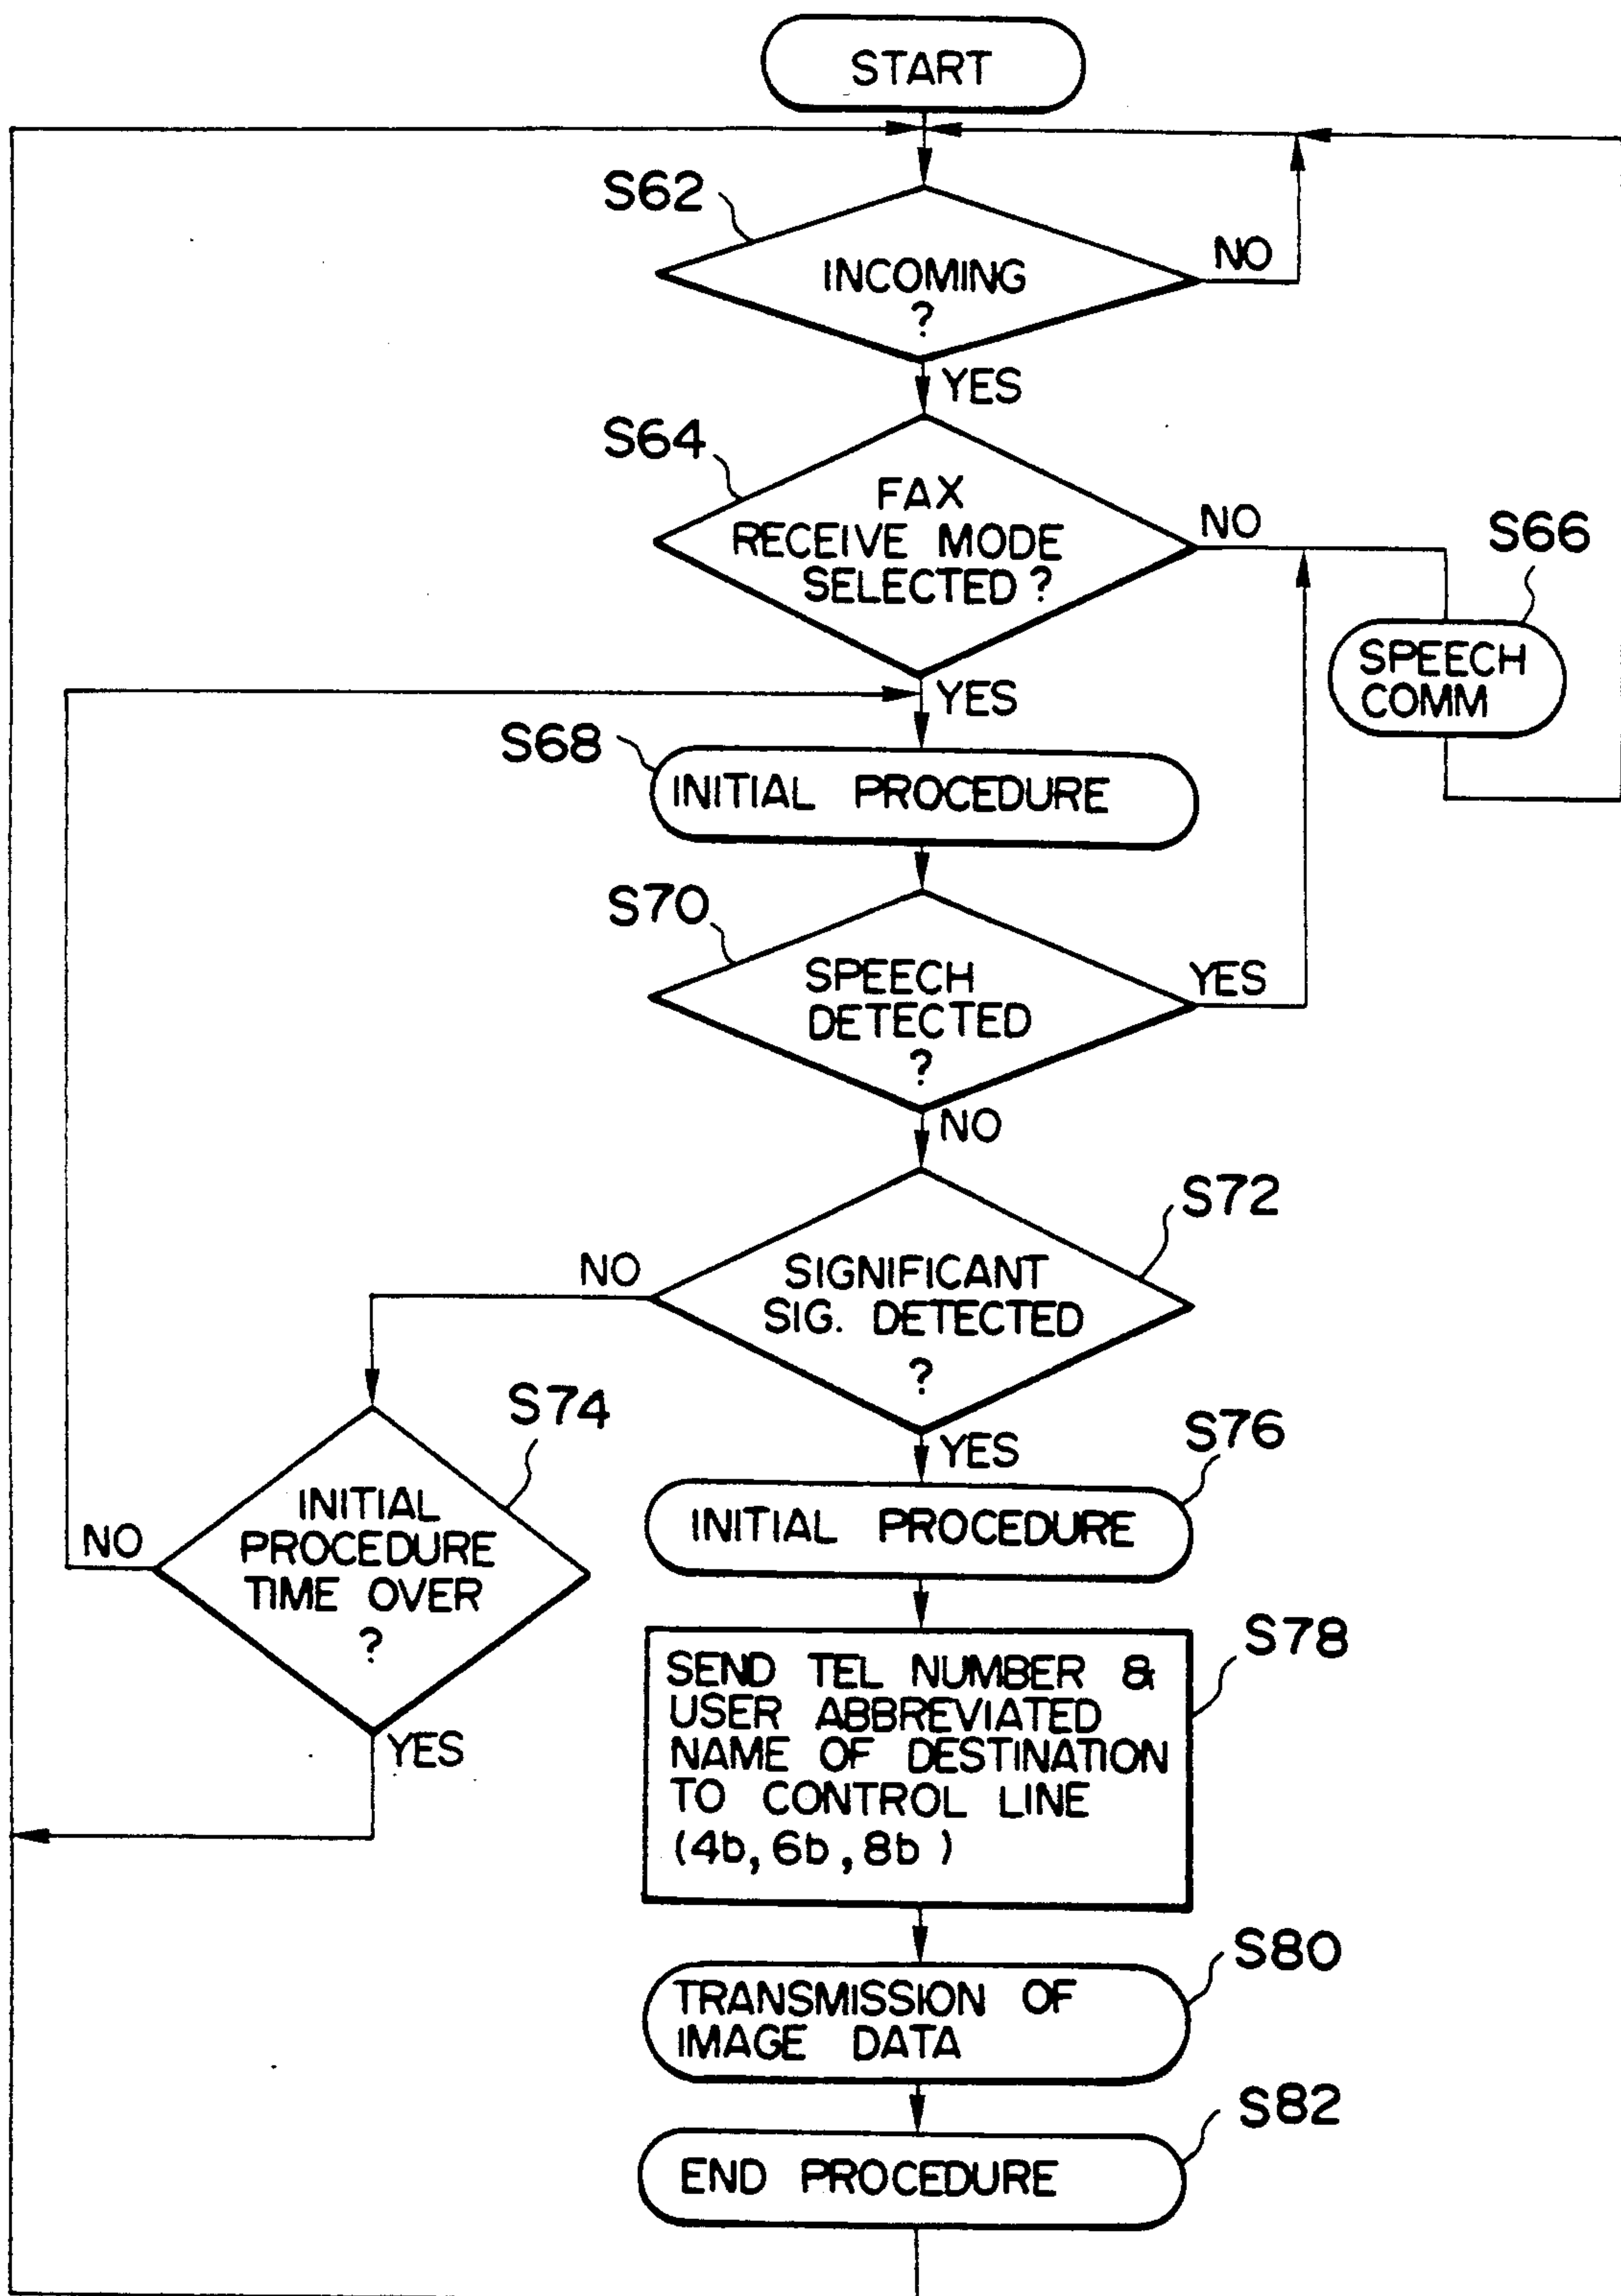 START
S62
INCOMING
?
NO
YES
S64
FAX
RECEIVE MODE
SELECTED ?
NO
S66
SPEECH
COMM
YES
S68
INITIAL PROCEDURE
S70
SPEECH
DETECTED
?
YES
NO
S72
SIGNIFICANT
SIG. DETECTED
?
NO
S74
INITIAL
PROCEDURE
TIME OVER
?
NO
YES
YES
S76
INITIAL PROCEDURE
S78
SEND TEL NUMBER &
USER ABBREVIATED
NAME OF DESTINATION
TO CONTROL LINE
(4b, 6b, 8b)
S80
TRANSMISSION OF
IMAGE DATA
S82
END PROCEDURE